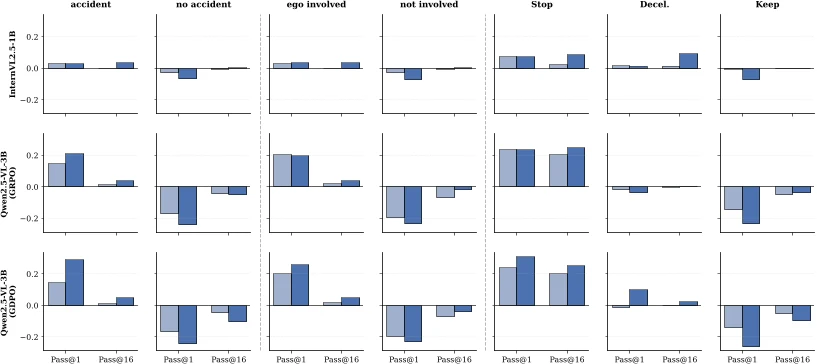 accident no accident ego involved not involved Stop Decel. Keep
InternVL2.5-1B
0.2
0.0
−0.2
Qwen2.5-VL-3B
(GRPO)
0.2
0.0
−0.2
Qwen2.5-VL-3B
(GDPO)
0.2
0.0
−0.2
Pass@1 Pass@16 Pass@1 Pass@16 Pass@1 Pass@16 Pass@1 Pass@16 Pass@1 Pass@16 Pass@1 Pass@16 Pass@1 Pass@16